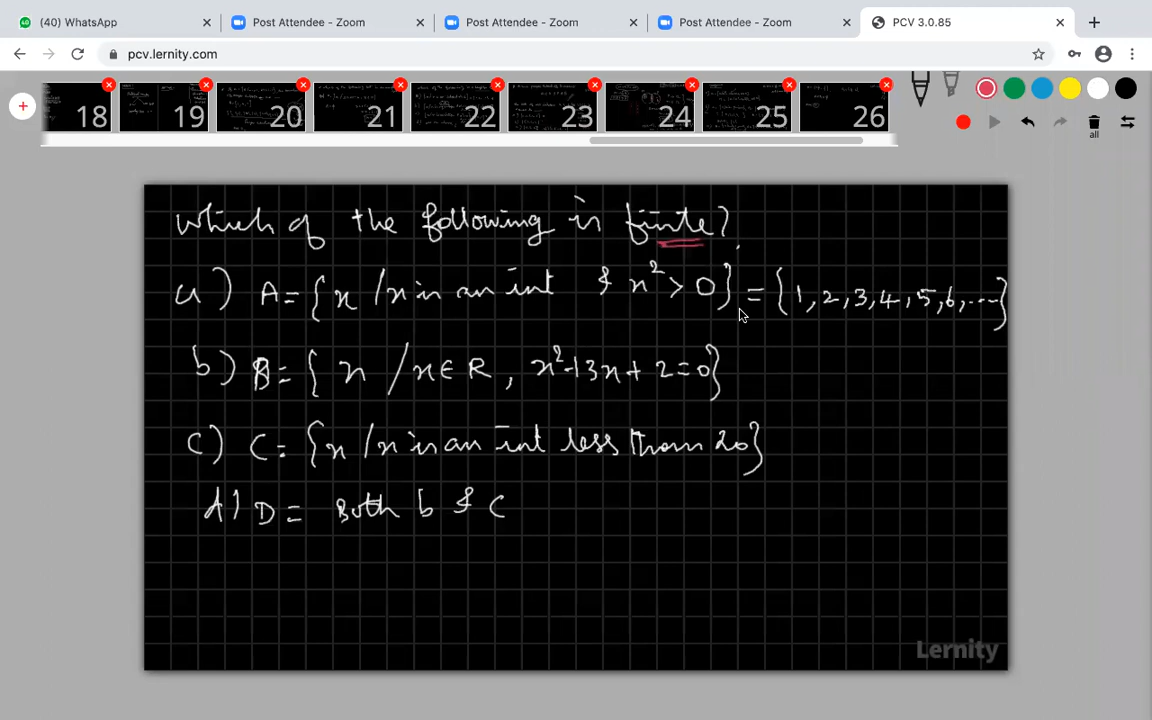 (40) WhatsApp
Post Attendee - Zoom
Post Attendee - Zoom
Post Attendee - Zoom
PCV 3.0.85
pcv.lernity.com
18 19 20 21 22 23 24 25 26
all
Which of the following is finite?
a) A = {x / x is an int & x² > 0} = {1, 2, 3, 4, 5, 6, ...}
b) B = {x / x ∈ R, x² + 3x + 2 = 0}
c) C = {x / x is an int less than 20}
d) D = Both b & C
Lernity